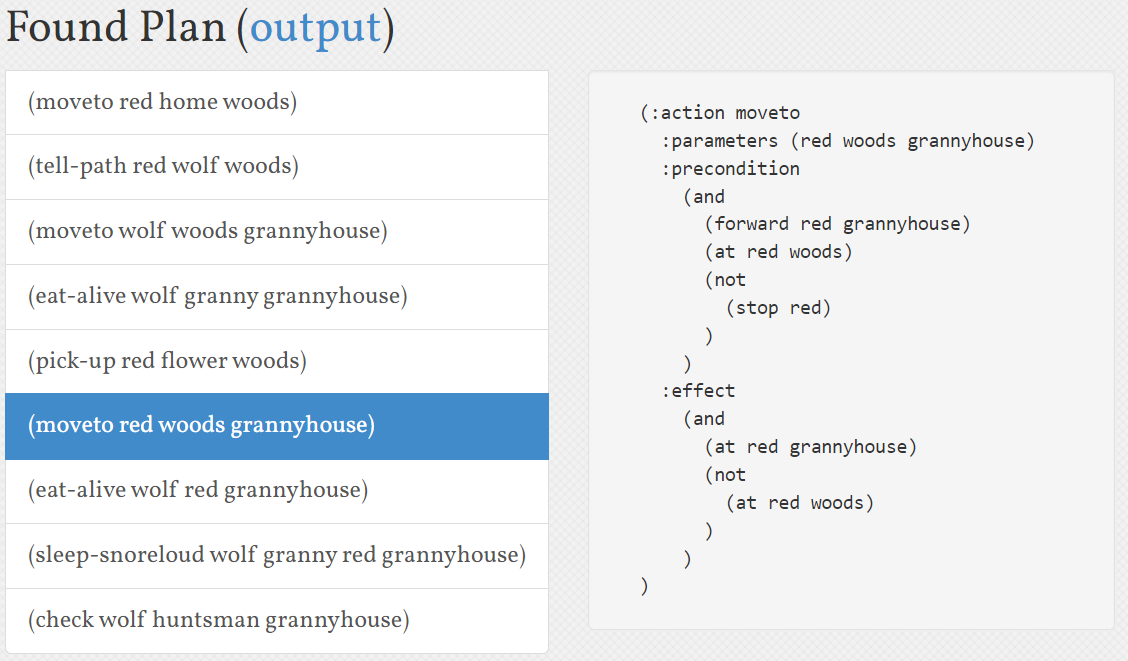 Found Plan (output)
(moveto red home woods)
(tell-path red wolf woods)
(moveto wolf woods grannyhouse)
(eat-alive wolf granny grannyhouse)
(pick-up red flower woods)
(moveto red woods grannyhouse)
(eat-alive wolf red grannyhouse)
(sleep-snoreloud wolf granny red grannyhouse)
(check wolf huntsman grannyhouse)
(:action moveto
:parameters (red woods grannyhouse)
:precondition
(and
(forward red grannyhouse)
(at red woods)
(not
(stop red)
)
)
:effect
(and
(at red grannyhouse)
(not
(at red woods)
)
)
)